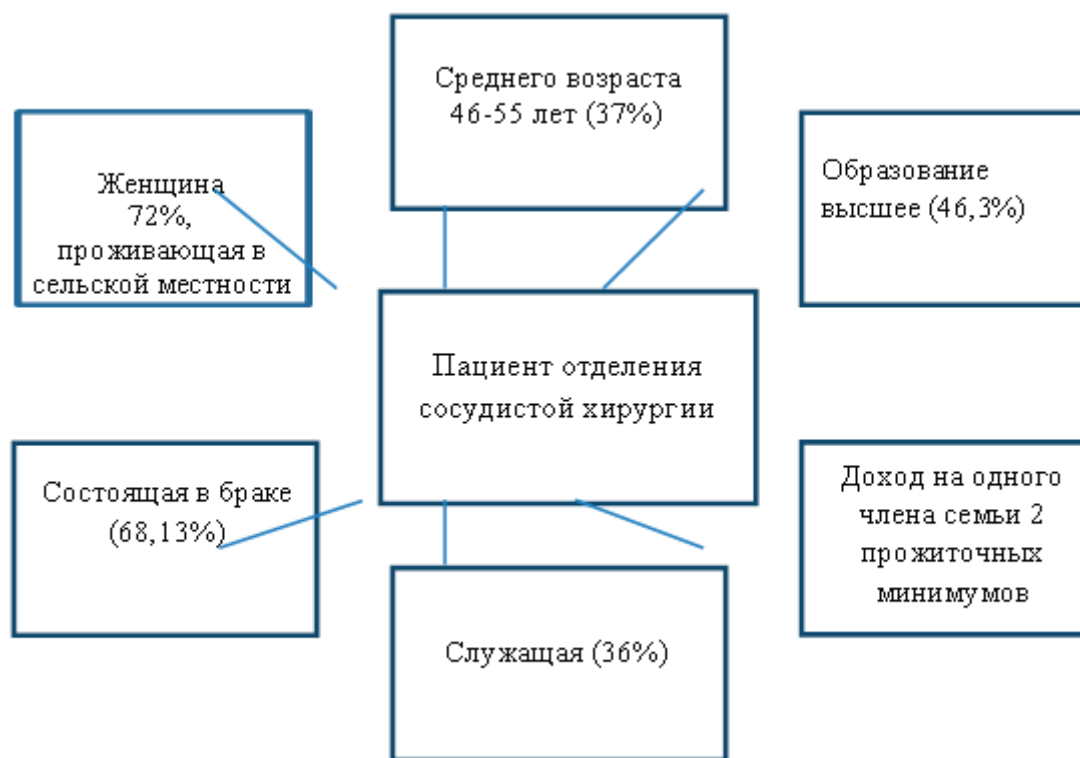 Среднего возраста
46-55 лет (37%)
Женщина
72%,
проживающая в
сельской местности
Образование
высшее (46,3%)
Пациент отделения
сосудистой хирургии
Состоящая в браке
(68,13%)
Доход на одного
члена семьи 2
прожиточных
минимумов
Служащая (36%)